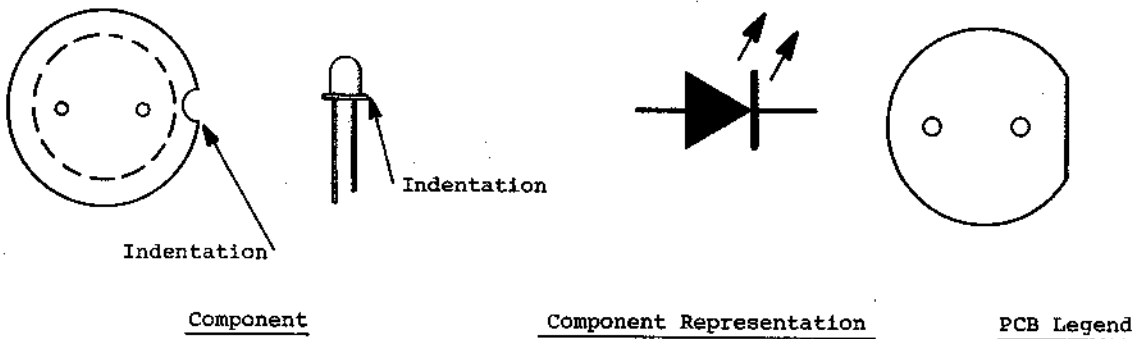 Indentation
Indentation
Component
Component Representation
PCB Legend